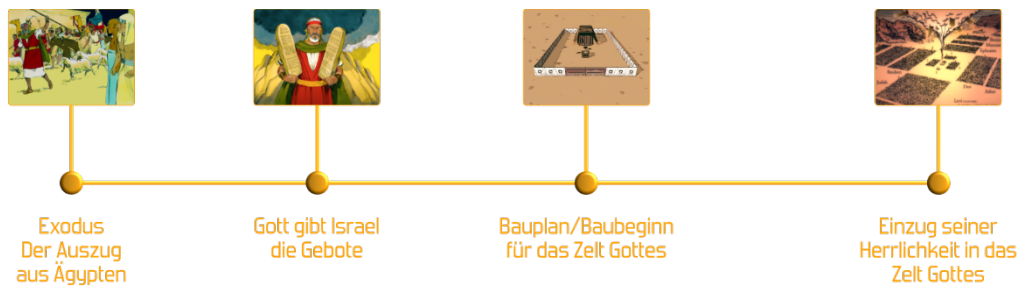 Exodus
Der Auszug
aus Ägypten
Gott gibt Israel
die Gebote
Bauplan/Baubeginn
für das Zelt Gottes
Einzug seiner
Herrlichkeit in das
Zelt Gottes